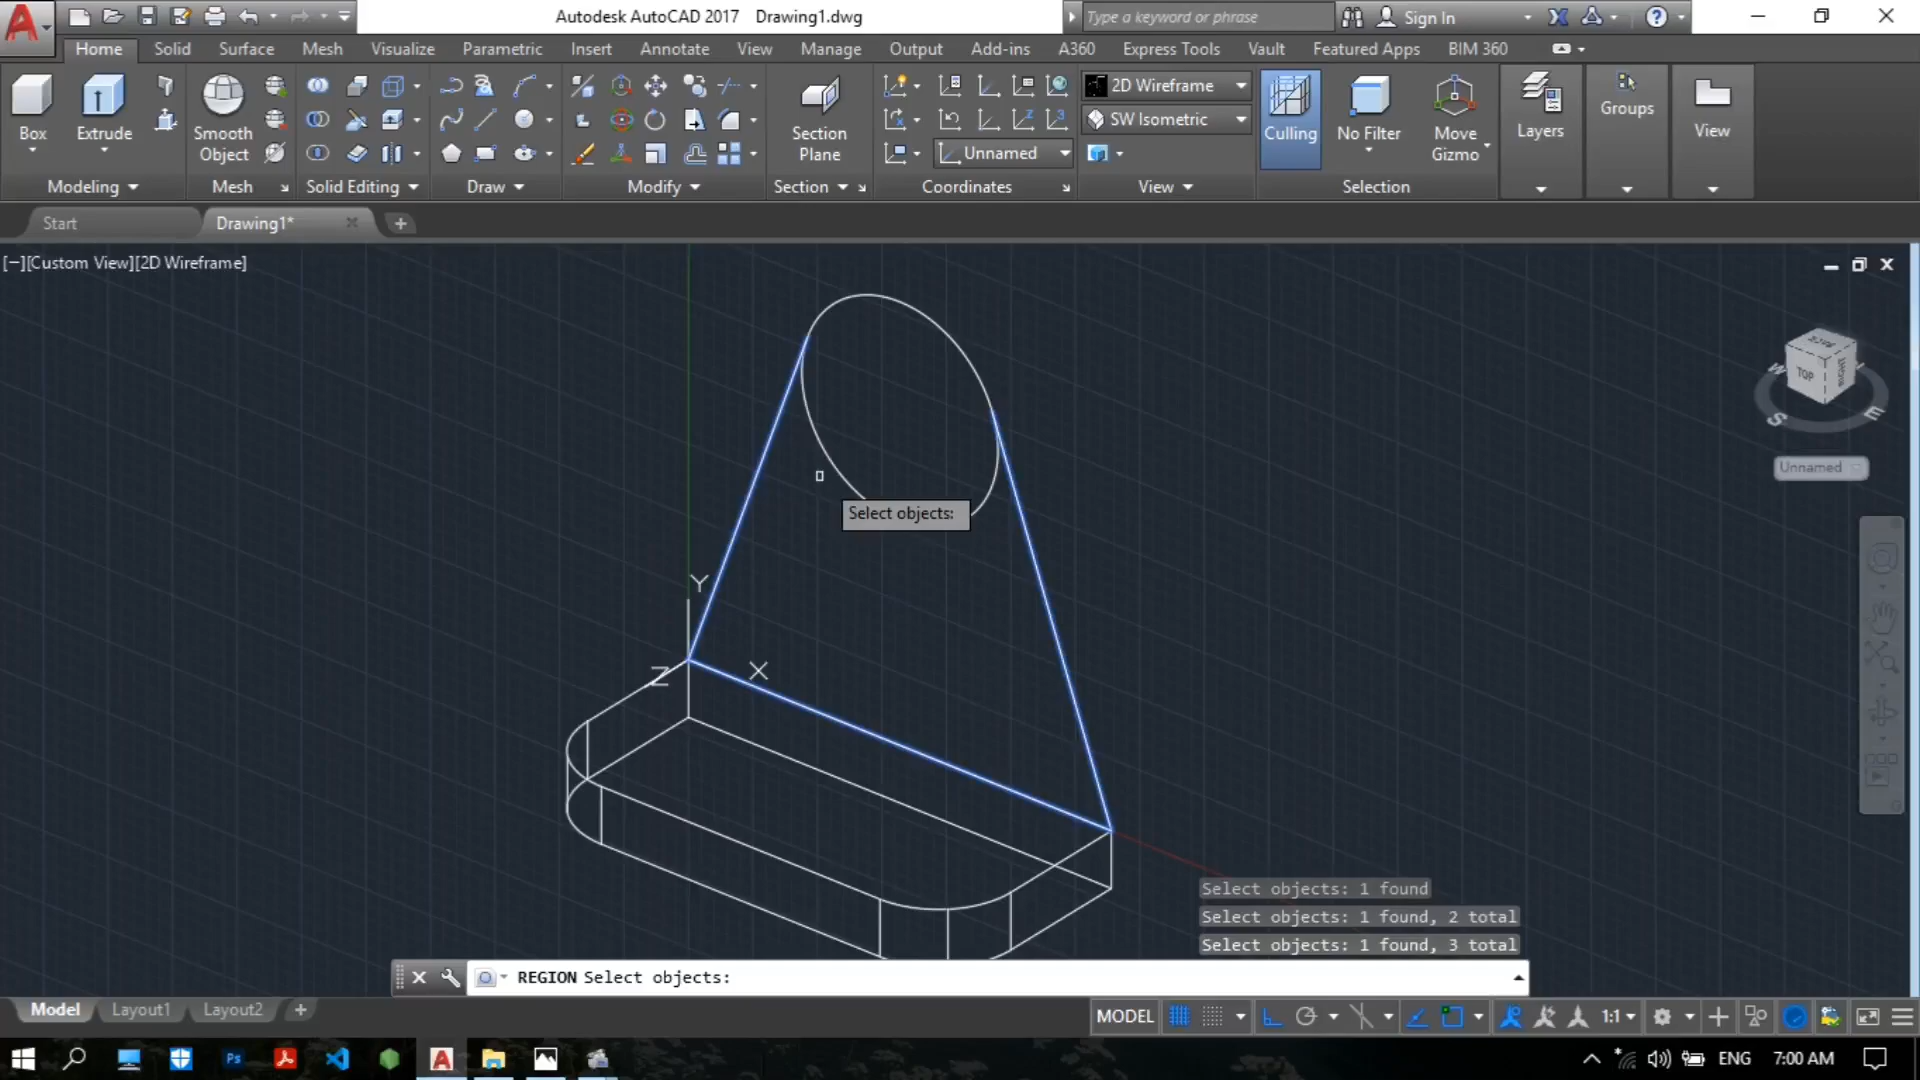 Autodesk AutoCAD 2017 Drawing1.dwg
Type a keyword or phrase
Sign In
Home Solid Surface Mesh Visualize Parametric Insert Annotate View Manage Output Add-ins A360 Express Tools Vault Featured Apps BIM 360
Box
Extrude
Smooth
Object
Section
Plane
2D Wireframe
SW Isometric
Unnamed
Culling
No Filter
Move
Gizmo
Layers
Groups
View
Modeling
Mesh
Solid Editing
Draw
Modify
Section
Coordinates
View
Selection
Start
Drawing1*
[−][Custom View][2D Wireframe]
TOP
W
S
E
Unnamed
Select objects:
Y
X
Z
Select objects: 1 found
Select objects: 1 found, 2 total
Select objects: 1 found, 3 total
REGION Select objects:
Model Layout1 Layout2
MODEL
1:1
Ps
ENG
7:00 AM